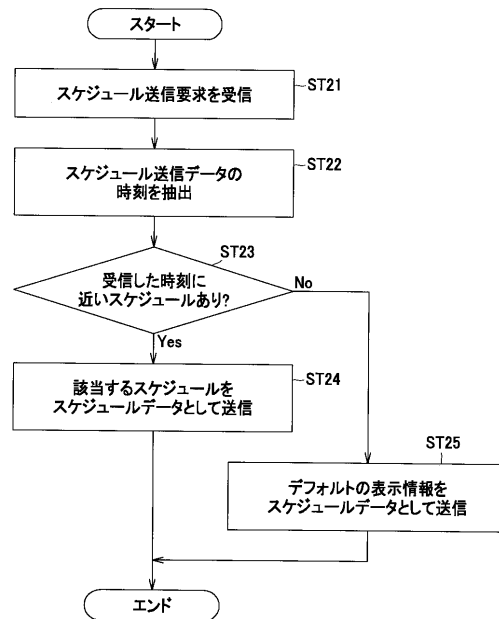 スタート
スケジュール送信要求を受信
ST21
スケジュール送信データの
時刻を抽出
ST22
ST23
受信した時刻に
近いスケジュールあり?
No
Yes
該当するスケジュールを
スケジュールデータとして送信
ST24
ST25
デフォルトの表示情報を
スケジュールデータとして送信
エンド